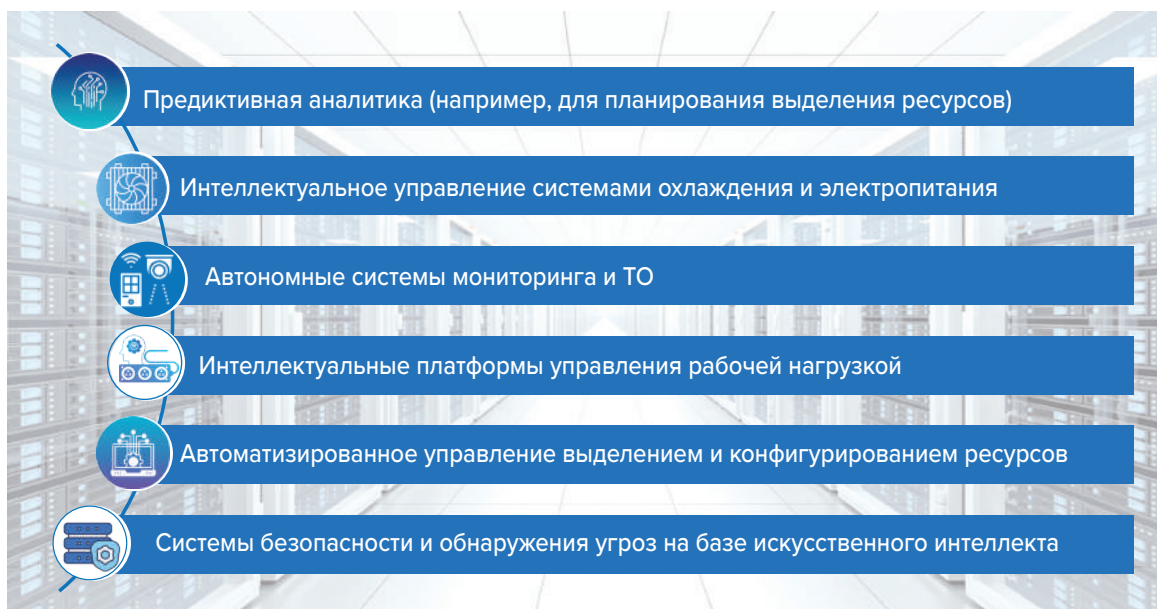 Предиктивная аналитика (например, для планирования выделения ресурсов)
Интеллектуальное управление системами охлаждения и электропитания
Автономные системы мониторинга и ТО
Интеллектуальные платформы управления рабочей нагрузкой
Автоматизированное управление выделением и конфигурированием ресурсов
Системы безопасности и обнаружения угроз на базе искусственного интеллекта